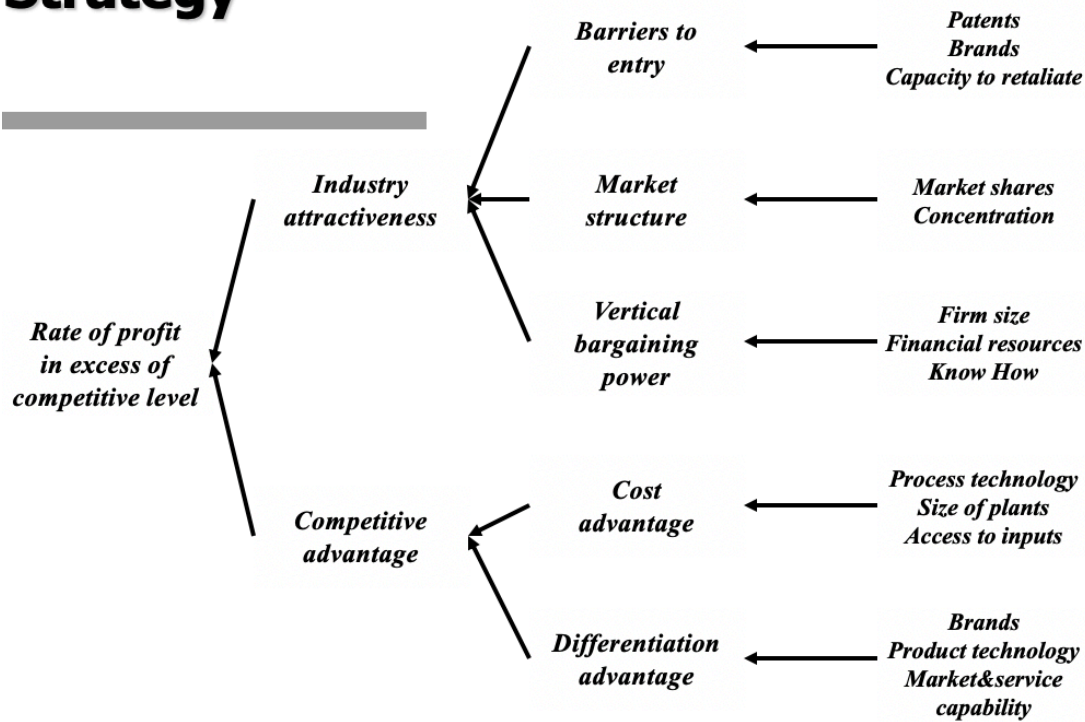 Strategy
Barriers to
entry
Patents
Brands
Capacity to retaliate
Industry
attractiveness
Market
structure
Market shares
Concentration
Rate of profit
in excess of
competitive level
Vertical
bargaining
power
Firm size
Financial resources
Know How
Competitive
advantage
Cost
advantage
Process technology
Size of plants
Access to inputs
Differentiation
advantage
Brands
Product technology
Market&service
capability